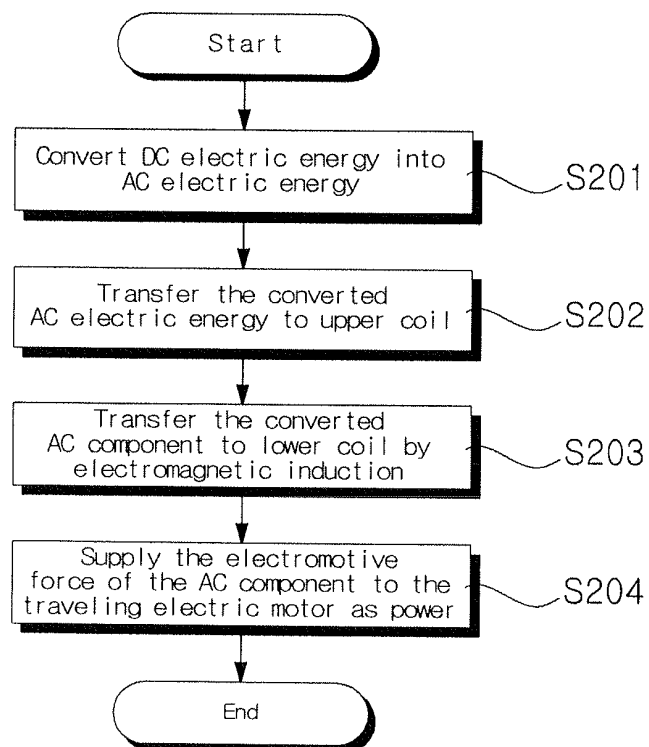 Start
Convert DC electric energy into
AC electric energy
S201
Transfer the converted
AC electric energy to upper coil
S202
Transfer the converted
AC component to lower coil by
electromagnetic induction
S203
Supply the electromotive
force of the AC component to the
traveling electric motor as power
S204
End